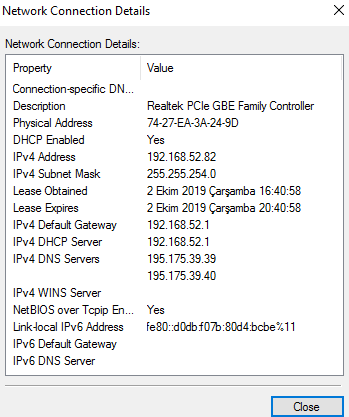 Network Connection Details
Network Connection Details:
Property Value
Connection-specific DN...
Description Realtek PCIe GBE Family Controller
Physical Address 74-27-EA-3A-24-9D
DHCP Enabled Yes
IPv4 Address 192.168.52.82
IPv4 Subnet Mask 255.255.254.0
Lease Obtained 2 Ekim 2019 Çarşamba 16:40:58
Lease Expires 2 Ekim 2019 Çarşamba 20:40:58
IPv4 Default Gateway 192.168.52.1
IPv4 DHCP Server 192.168.52.1
IPv4 DNS Servers 195.175.39.39
195.175.39.40
IPv4 WINS Server
NetBIOS over Tcpip En... Yes
Link-local IPv6 Address fe80::d0db:f07b:80d4:bcbe%11
IPv6 Default Gateway
IPv6 DNS Server
Close